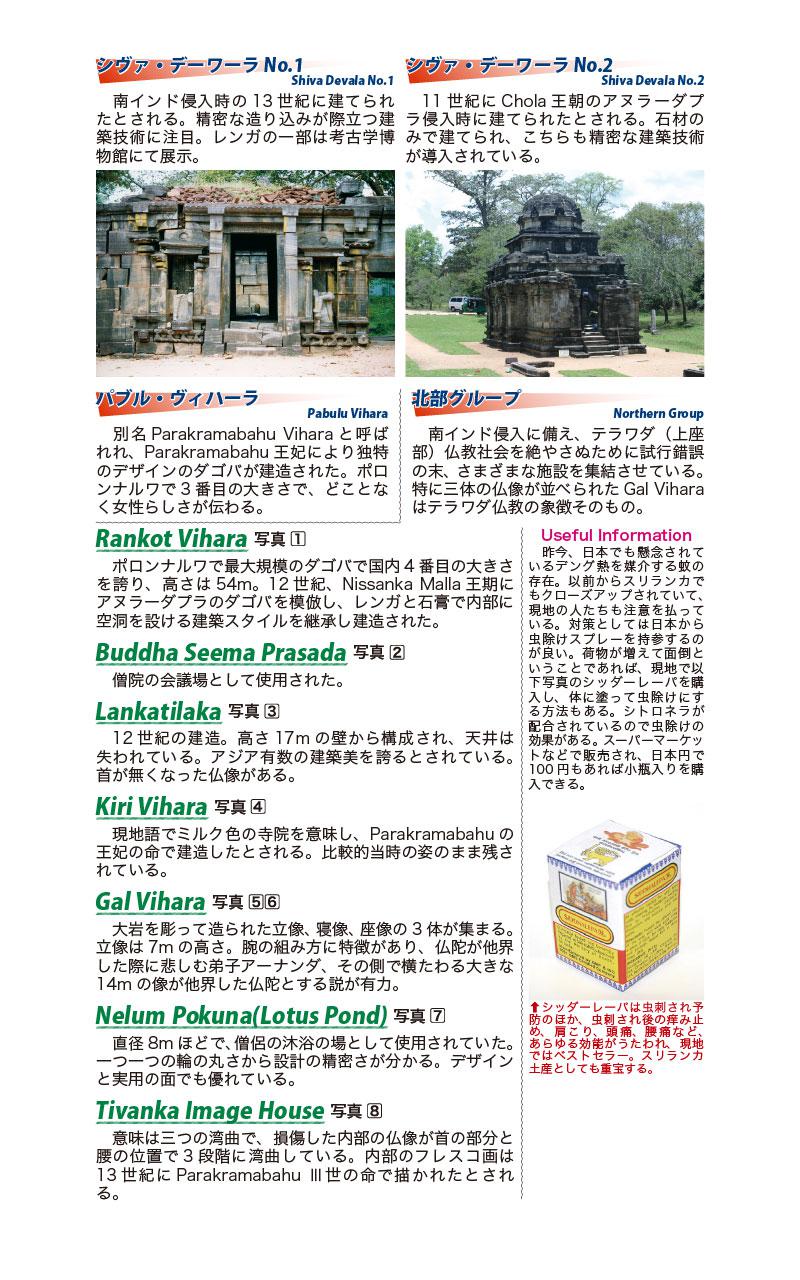 シヴァ・デーワーラ No.1
Shiva Devala No.1
南インド侵入時の 13 世紀に建てられ
たとされる。精密な造り込みが際立つ建
築技術に注目。レンガの一部は考古学博
物館にて展示。
シヴァ・デーワーラ No.2
Shiva Devala No.2
11 世紀に Chola 王朝のアヌラーダプ
ラ侵入時に建てられたとされる。石材の
みで建てられ、こちらも精密な建築技術
が導入されている。
パブル・ヴィハーラ
Pabulu Vihara
別名 Parakramabahu Vihara と呼ば
れれ、Parakramabahu 王妃により独特
のデザインのダゴバが建造された。ポロ
ンナルワで 3 番目の大きさで、どことな
く女性らしさが伝わる。
北部グループ
Northern Group
南インド侵入に備え、テラワダ（上座
部）仏教社会を絶やさぬために試行錯誤
の末、さまざまな施設を集結させている。
特に三体の仏像が並べられた Gal Vihara
はテラワダ仏教の象徴そのもの。
Rankot Vihara 写真 1
ポロンナルワで最大規模のダゴバで国内 4 番目の大きさ
を誇り、高さは 54m。12 世紀、Nissanka Malla 王期に
アヌラーダプラのダゴバを模倣し、レンガと石膏で内部に
空洞を設ける建築スタイルを継承し建造された。
Buddha Seema Prasada 写真 2
僧院の会議場として使用された。
Lankatilaka 写真 3
12 世紀の建造。高さ 17m の壁から構成され、天井は
失われている。アジア有数の建築美を誇るとされている。
首が無くなった仏像がある。
Kiri Vihara 写真 4
現地語でミルク色の寺院を意味し、Parakramabahu の
王妃の命で建造したとされる。比較的当時の姿のまま残さ
れている。
Gal Vihara 写真 5 6
大岩を彫って造られた立像、寝像、座像の 3 体が集まる。
立像は 7m の高さ。腕の組み方に特徴があり、仏陀が他界
した際に悲しむ弟子アーナンダ、その側で横たわる大きな
14m の像が他界した仏陀とする説が有力。
Nelum Pokuna(Lotus Pond) 写真 7
直径 8m ほどで、僧侶の沐浴の場として使用されていた。
一つ一つの輪の丸さから設計の精密さが分かる。デザイン
と実用の面でも優れている。
Tivanka Image House 写真 8
意味は三つの湾曲で、損傷した内部の仏像が首の部分と
腰の位置で 3 段階に湾曲している。内部のフレスコ画は
13 世紀に Parakramabahu Ⅲ世の命で描かれたとされ
る。
Useful Information
昨今、日本でも懸念されて
いるデング熱を媒介する蚊の
存在。以前からスリランカで
もクローズアップされていて、
現地の人たちも注意を払って
いる。対策としては日本から
虫除けスプレーを持参するの
が良い。荷物が増えて面倒と
いうことであれば、現地で以
下写真のシッダーレーパを購
入し、体に塗って虫除けにす
る方法もある。シトロネラが
配合されているので虫除けの
効果がある。スーパーマーケッ
トなどで販売され、日本円で
100 円もあれば小瓶入りを購
入できる。
SIDDHALEPA
SIDDHALEPA
⬆シッダーレーパは虫刺され予
防のほか、虫刺され後の痒み止
め、肩こり、頭痛、腰痛など、
あらゆる効能がうたわれ、現地
ではベストセラー。スリランカ
土産としても重宝する。